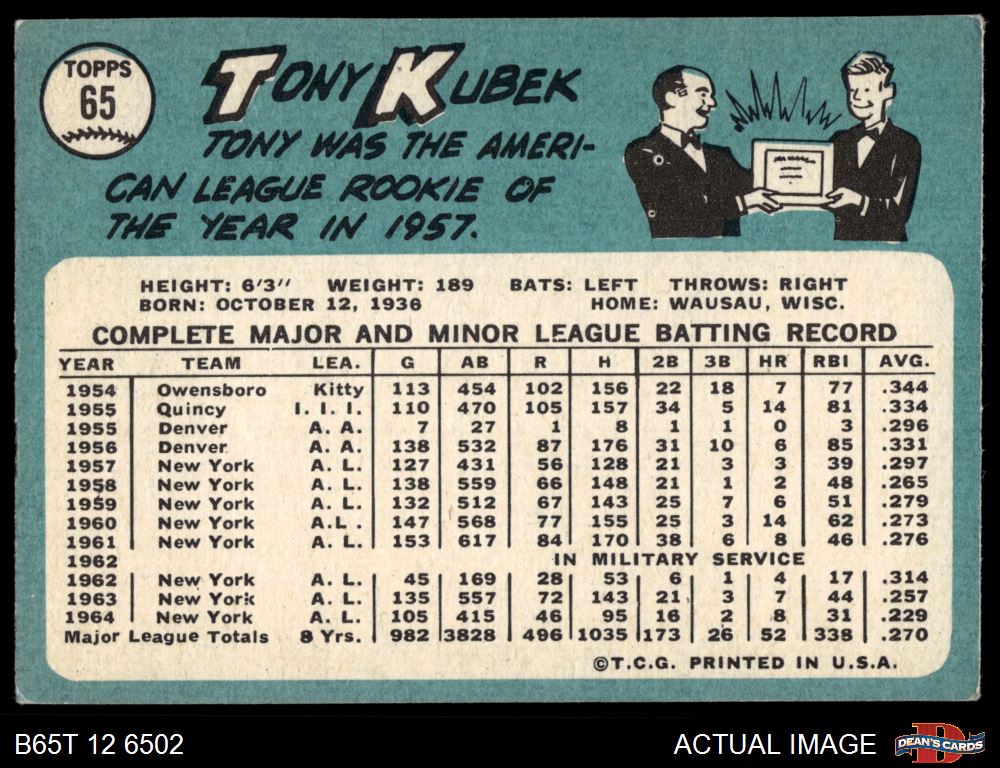 TOPPS
65
TONY KUBEK
TONY WAS THE AMERI-
CAN LEAGUE ROOKIE OF
THE YEAR IN 1957.
HEIGHT: 6'3" WEIGHT: 189 BATS: LEFT THROWS: RIGHT
BORN: OCTOBER 12, 1936 HOME: WAUSAU, WISC.
COMPLETE MAJOR AND MINOR LEAGUE BATTING RECORD
YEAR TEAM LEA. G AB R H 2B 3B HR RBI AVG.
1954 Owensboro Kitty 113 454 102 156 22 18 7 77 .344
1955 Quincy I. I. I. 110 470 105 157 34 5 14 81 .334
1955 Denver A. A. 7 27 1 8 1 1 0 3 .296
1956 Denver A. A. 138 532 87 176 31 10 6 85 .331
1957 New York A. L. 127 431 56 128 21 3 3 39 .297
1958 New York A. L. 138 559 66 148 21 1 2 48 .265
1959 New York A. L. 132 512 67 143 25 7 6 51 .279
1960 New York A.L. 147 568 77 155 25 3 14 62 .273
1961 New York A. L. 153 617 84 170 38 6 8 46 .276
1962 IN MILITARY SERVICE
1962 New York A. L. 45 169 28 53 6 1 4 17 .314
1963 New York A. L. 135 557 72 143 21 3 7 44 .257
1964 New York A. L. 105 415 46 95 16 2 8 31 .229
Major League Totals 8 Yrs. 982 3828 496 1035 173 26 52 338 .270
©T.C.G. PRINTED IN U.S.A.
B65T 12 6502 ACTUAL IMAGE
DEAN'S CARDS